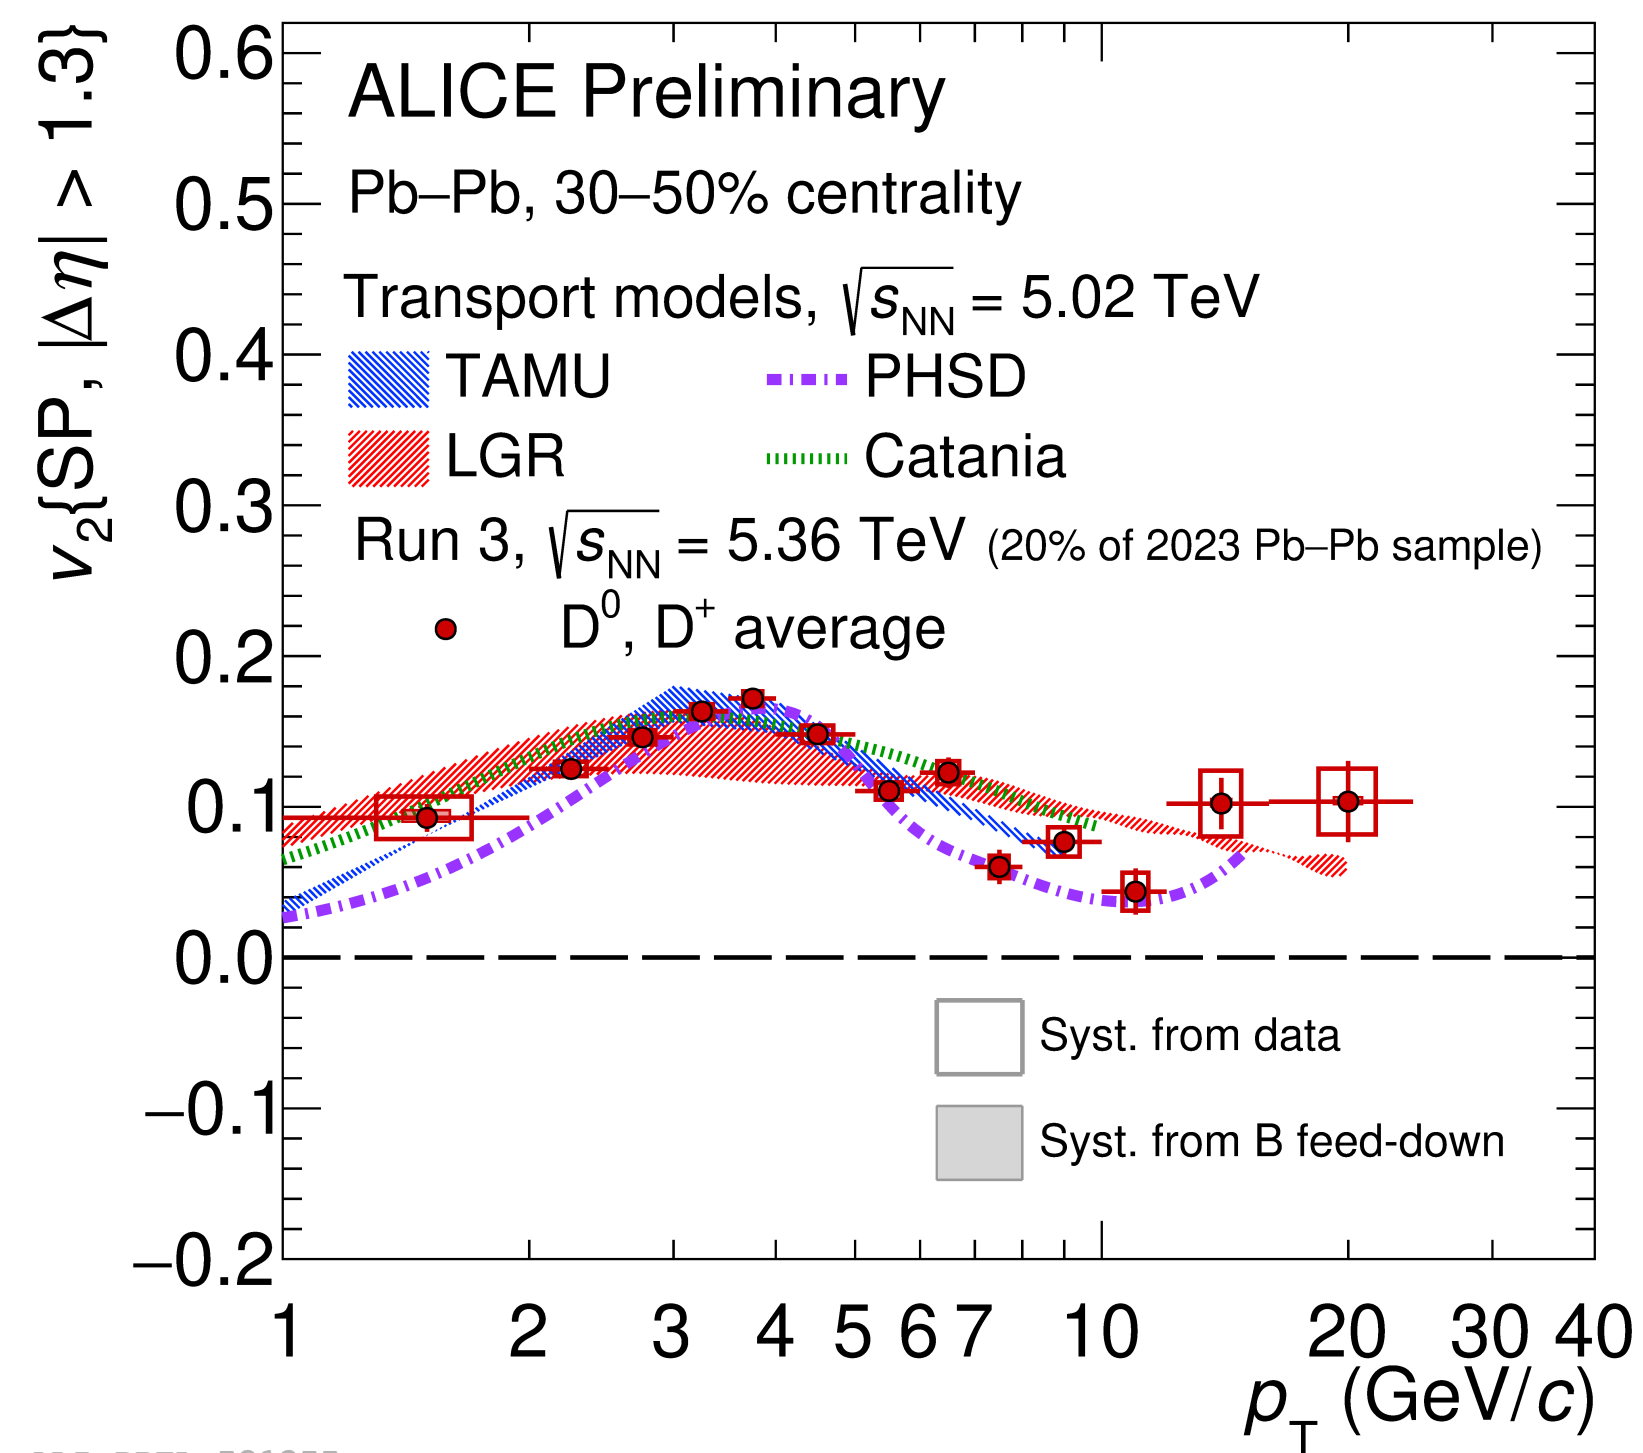 v2{SP, |Δη| > 1.3}
0.6
0.5
0.4
0.3
0.2
0.1
0.0
−0.1
−0.2
ALICE Preliminary
Pb–Pb, 30–50% centrality
Transport models, √sNN = 5.02 TeV
TAMU
PHSD
LGR
Catania
Run 3, √sNN = 5.36 TeV (20% of 2023 Pb–Pb sample)
D⁰, D⁺ average
Syst. from data
Syst. from B feed-down
1 2 3 4 5 6 7 10 20 30 40
pT (GeV/c)